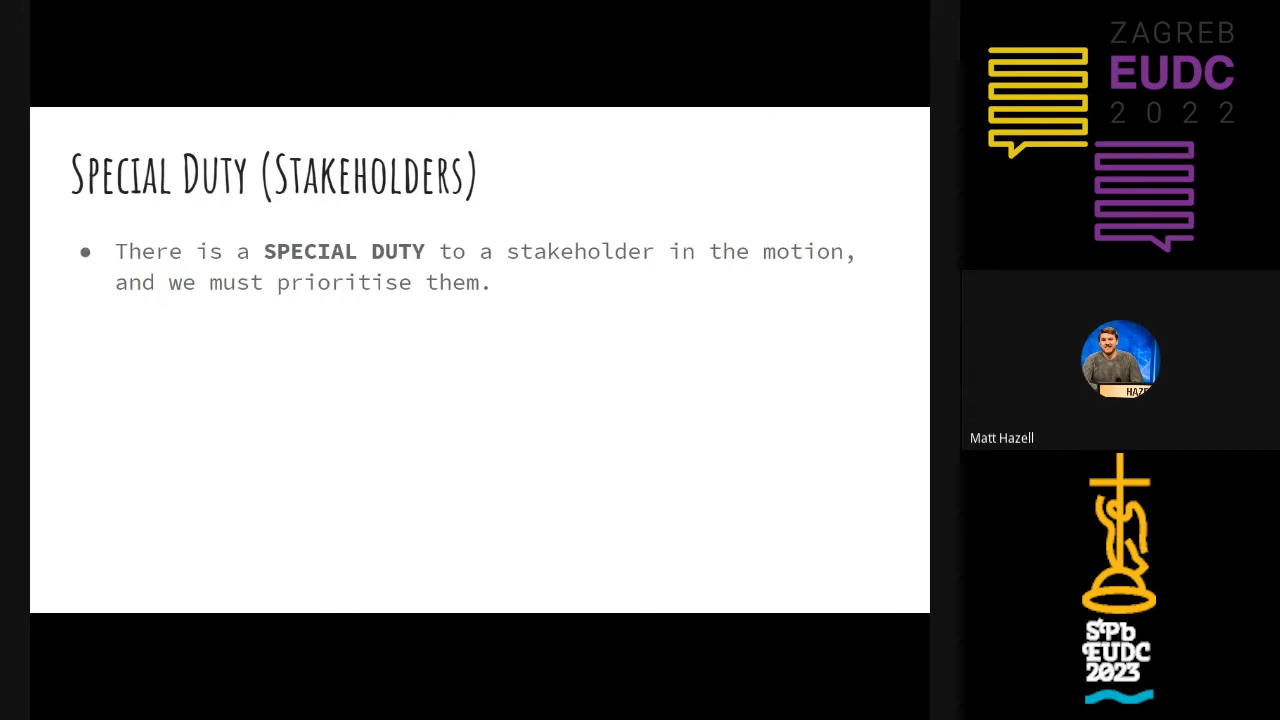 Special Duty (Stakeholders)
● There is a SPECIAL DUTY to a stakeholder in the motion,
and we must prioritise them.
ZAGREB
EUDC
2022
HAZE
Matt Hazell
SPb
EUDC
2023